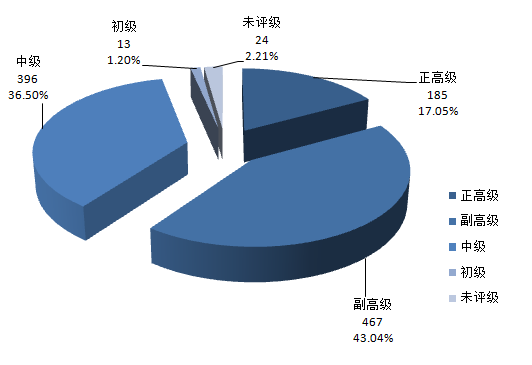 初级
13
1.20%
未评级
24
2.21%
中级
396
36.50%
正高级
185
17.05%
副高级
467
43.04%
正高级
副高级
中级
初级
未评级